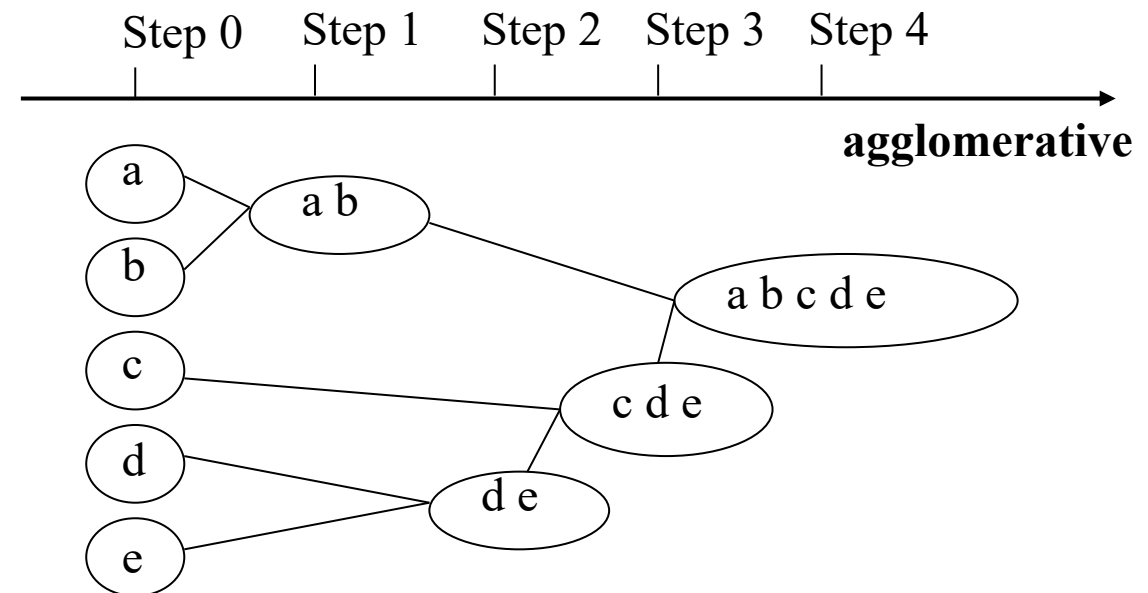 Step 0 Step 1 Step 2 Step 3 Step 4
agglomerative
a
a b
b
a b c d e
c
c d e
d
d e
e